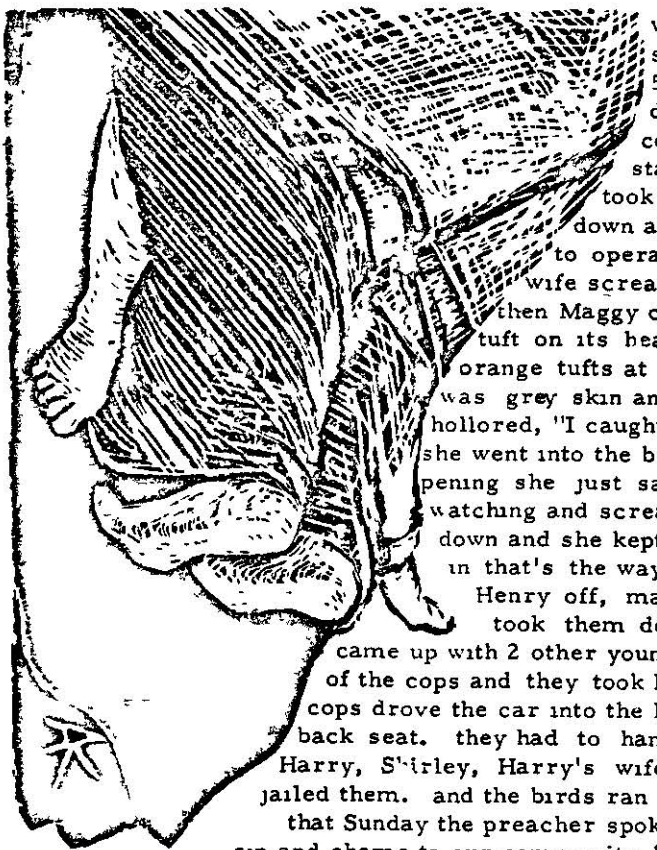 took
down a
to opera
wife screa
then Maggy c
tuft on its hea
orange tufts at
was grey skin an
hollored, "I caugh
she went into the b
pening she just sa
watching and screa
down and she kept
in that's the way
Henry off, ma
took them d
came up with 2 other youn
of the cops and they took
cops drove the car into the
back seat. they had to han
Harry, Shirley, Harry's wife
jailed them. and the birds ran
that Sunday the preacher spok